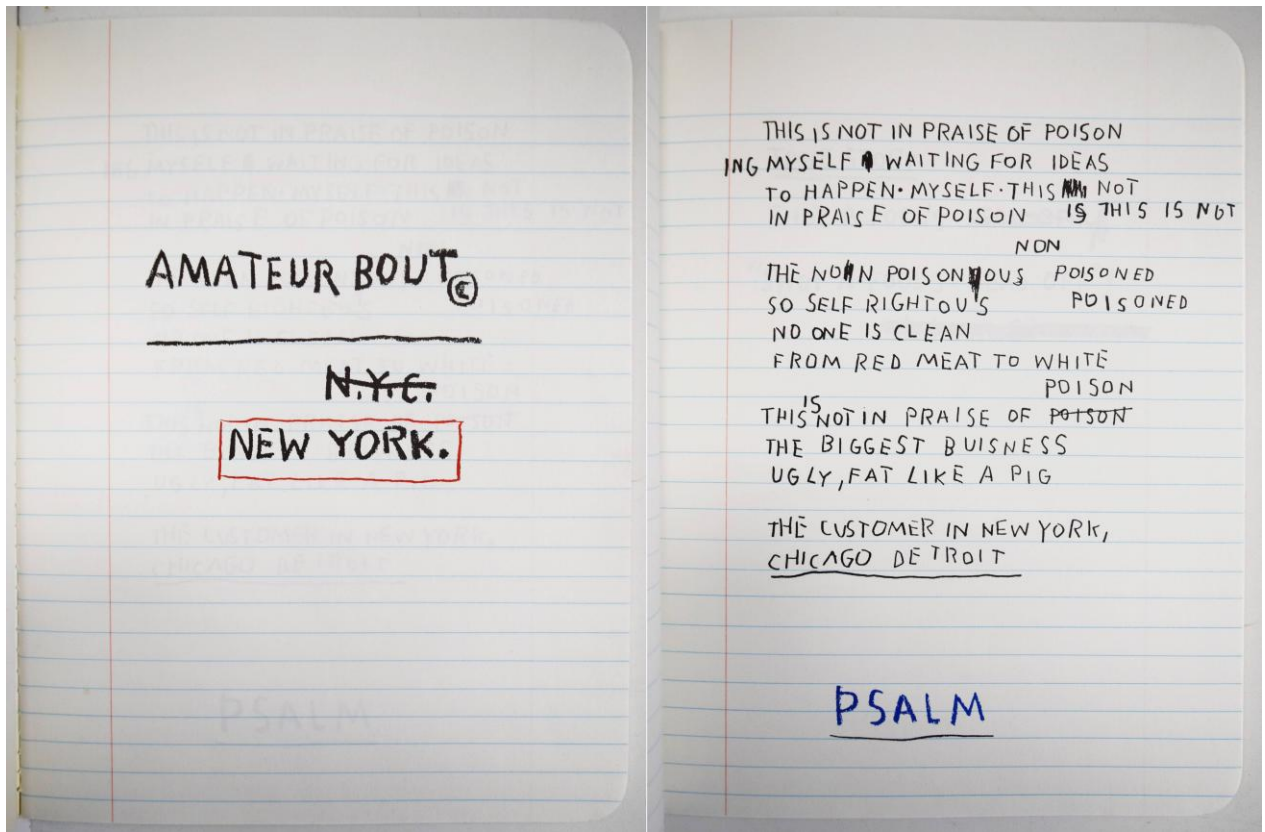 AMATEUR BOUT ©
N.Y.C.
NEW YORK.
THIS IS NOT IN PRAISE OF POISON
ING MYSELF WAITING FOR IDEAS
TO HAPPEN·MYSELF·THIS NOT
IN PRAISE OF POISON IS THIS IS NOT
NON
THE NON POISONOUS POISONED
SO SELF RIGHTOU'S POISONED
NO ONE IS CLEAN
FROM RED MEAT TO WHITE
POISON
IS
THIS NOT IN PRAISE OF POISON
THE BIGGEST BUISNESS
UGLY, FAT LIKE A PIG
THE CUSTOMER IN NEW YORK,
CHICAGO DETROIT
PSALM